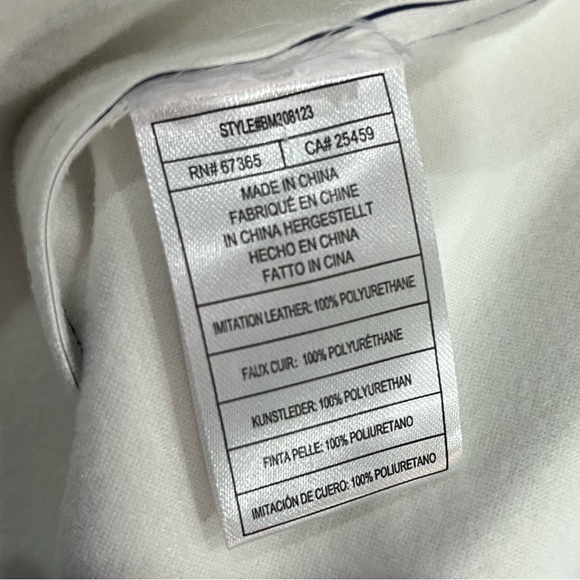 STYLE#BM308123
RN# 67365 CA# 25459
MADE IN CHINA
FABRIQUÉ EN CHINE
IN CHINA HERGESTELLT
HECHO EN CHINA
FATTO IN CINA
IMITATION LEATHER: 100% POLYURETHANE
FAUX CUIR: 100% POLYURÉTHANE
KUNSTLEDER: 100% POLYURETHAN
FINTA PELLE: 100% POLIURETANO
IMITACIÓN DE CUERO: 100% POLIURETANO